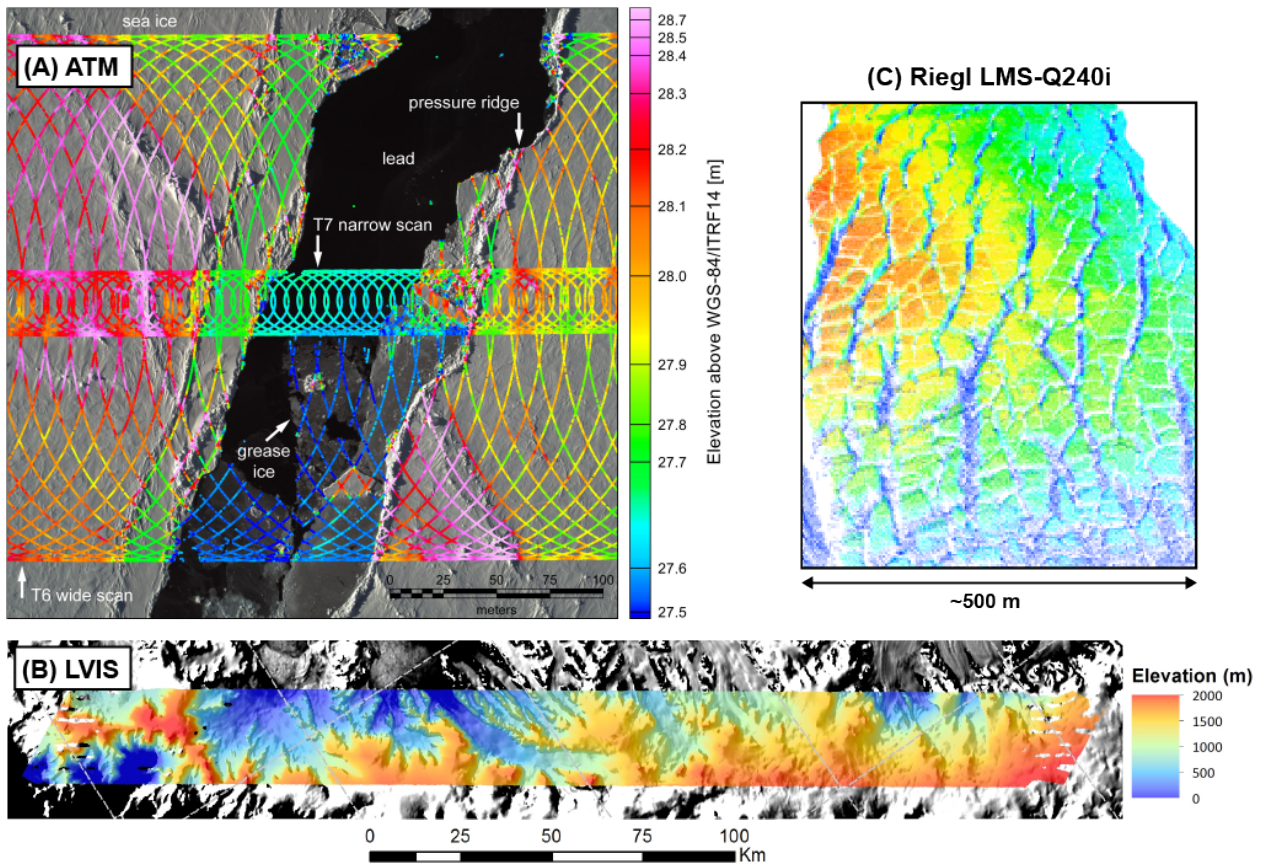 sea ice
(A) ATM
pressure ridge
lead
T7 narrow scan
grease
ice
T6 wide scan
0 25 50 75 100
meters
28.7
28.5
28.4
28.3
28.2
28.1
28.0
27.9
27.8
27.7
27.6
27.5
Elevation above WGS-84/ITRF14 [m]
(C) Riegl LMS-Q240i
~500 m
(B) LVIS
Elevation (m)
2000
1500
1000
500
0
0 25 50 75 100
Km